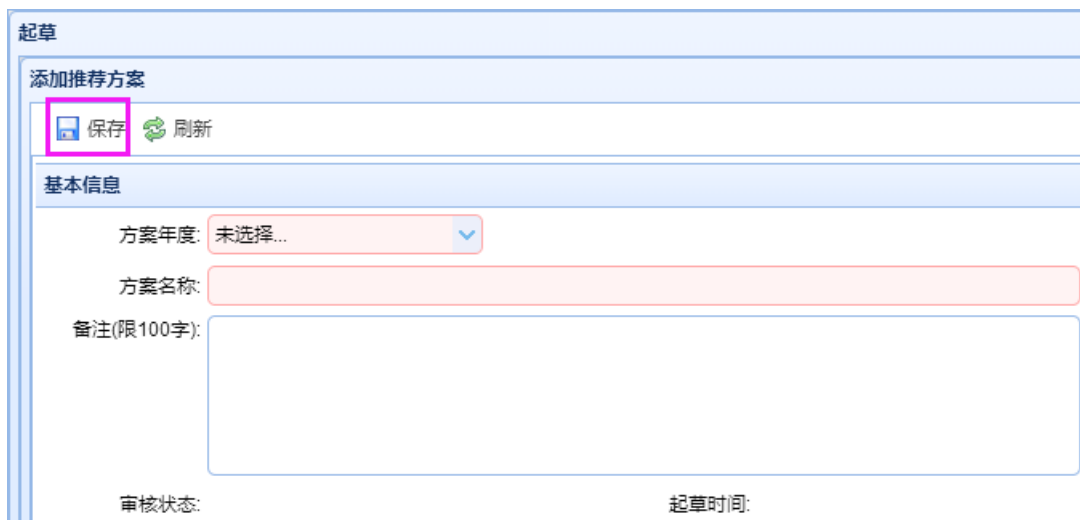 起草
添加推荐方案
保存 刷新
基本信息
方案年度: 未选择...
方案名称:
备注(限100字):
审核状态: 起草时间: